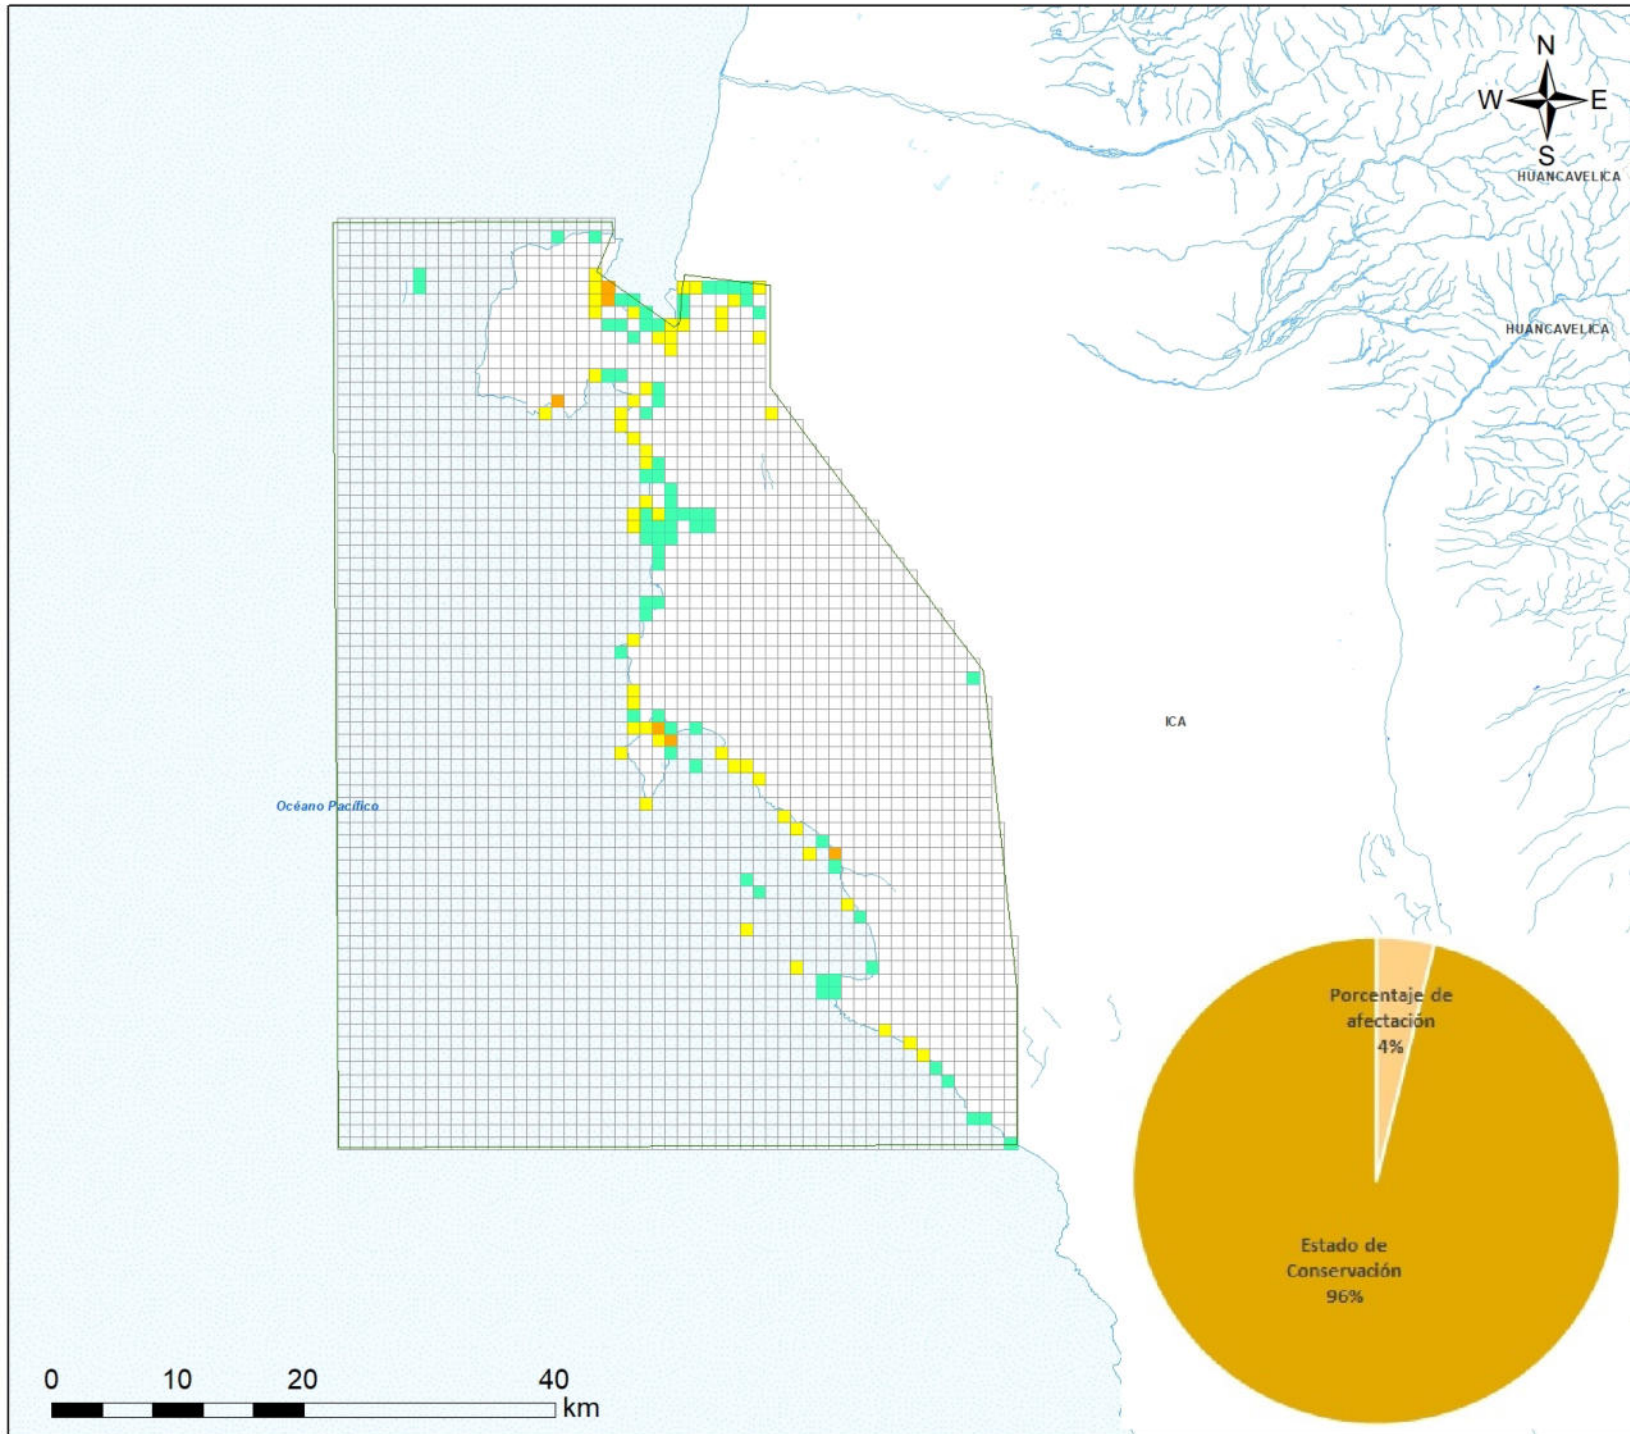 N
W E
S
HUANCAVELICA
HUANCAVELICA
ICA
Océano Pacífico
Porcentaje de
afectación
4%
Estado de
Conservación
96%
0 10 20 40
km